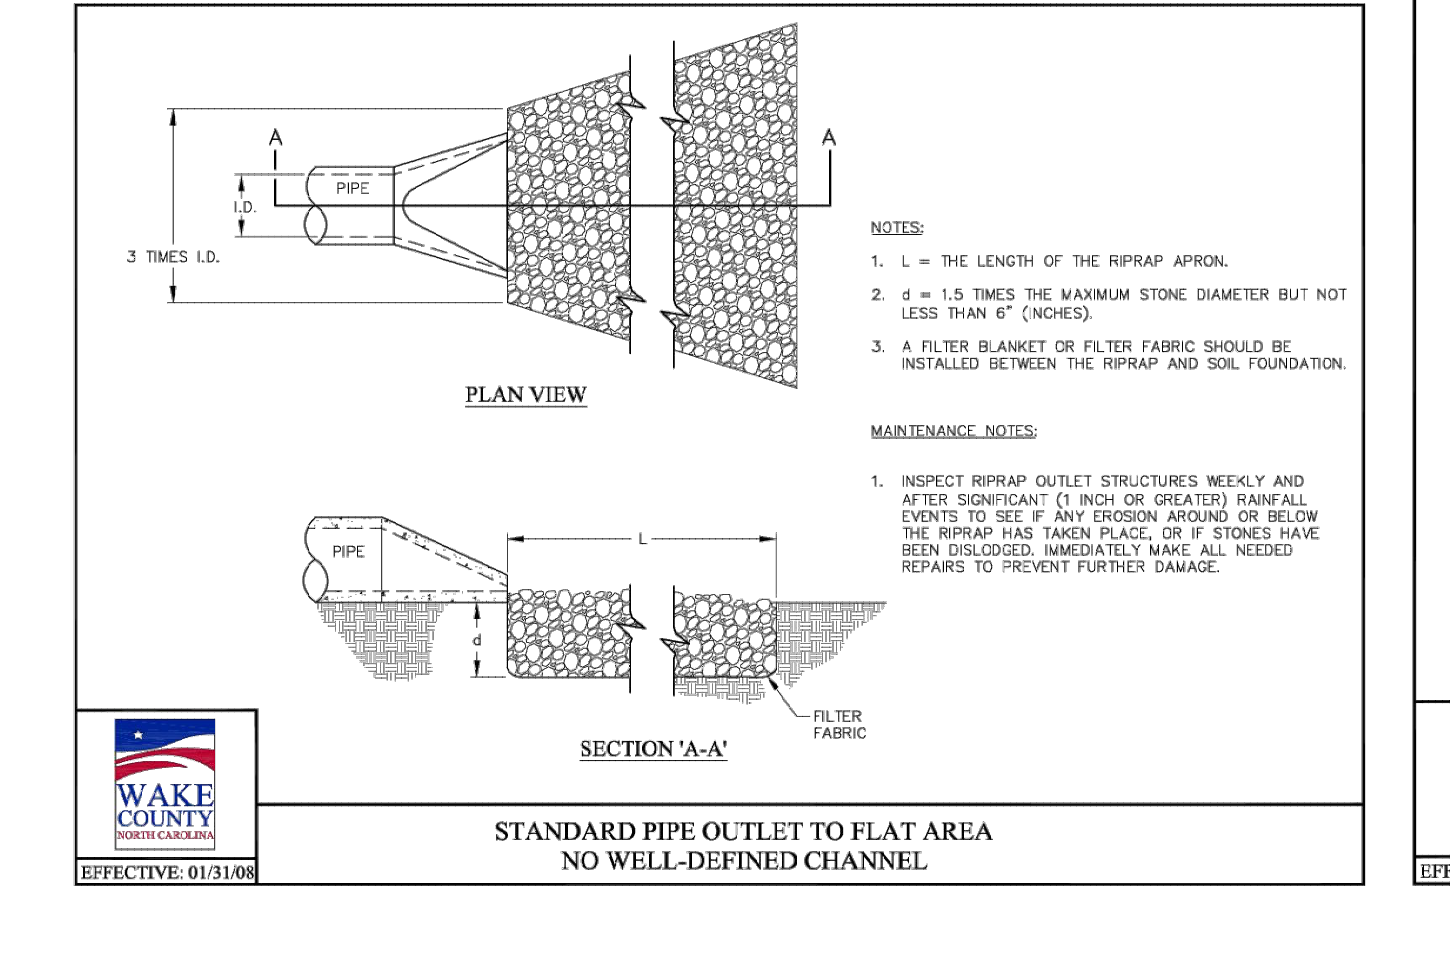 A
A
PIPE
I.D.
3 TIMES I.D.
PLAN VIEW
NOTES:
1. L = THE LENGTH OF THE RIPRAP APRON.
2. d = 1.5 TIMES THE MAXIMUM STONE DIAMETER BUT NOT
LESS THAN 6" (INCHES).
3. A FILTER BLANKET OR FILTER FABRIC SHOULD BE
INSTALLED BETWEEN THE RIPRAP AND SOIL FOUNDATION.
MAINTENANCE NOTES:
1. INSPECT RIPRAP OUTLET STRUCTURES WEEKLY AND
AFTER SIGNIFICANT (1 INCH OR GREATER) RAINFALL
EVENTS TO SEE IF ANY EROSION AROUND OR BELOW
THE RIPRAP HAS TAKEN PLACE, OR IF STONES HAVE
BEEN DISLODGED. IMMEDIATELY MAKE ALL NEEDED
REPAIRS TO PREVENT FURTHER DAMAGE.
L
PIPE
d
FILTER
FABRIC
SECTION 'A-A'
WAKE
COUNTY
NORTH CAROLINA
EFFECTIVE: 01/31/08
STANDARD PIPE OUTLET TO FLAT AREA
NO WELL-DEFINED CHANNEL